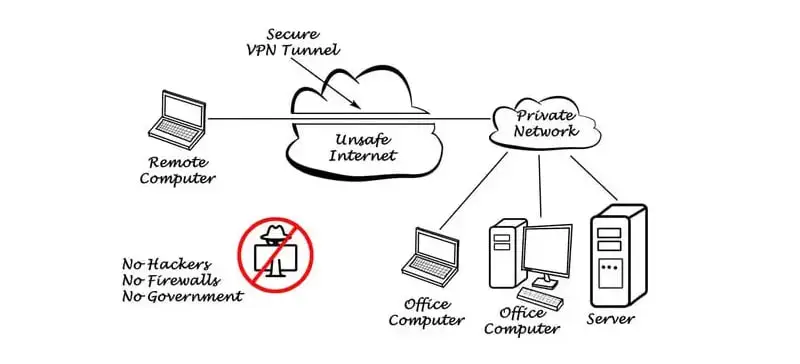 Secure
VPN Tunnel
Unsafe
Internet
Private
Network
Remote
Computer
No Hackers
No Firewalls
No Government
Office
Computer
Office
Computer
Server